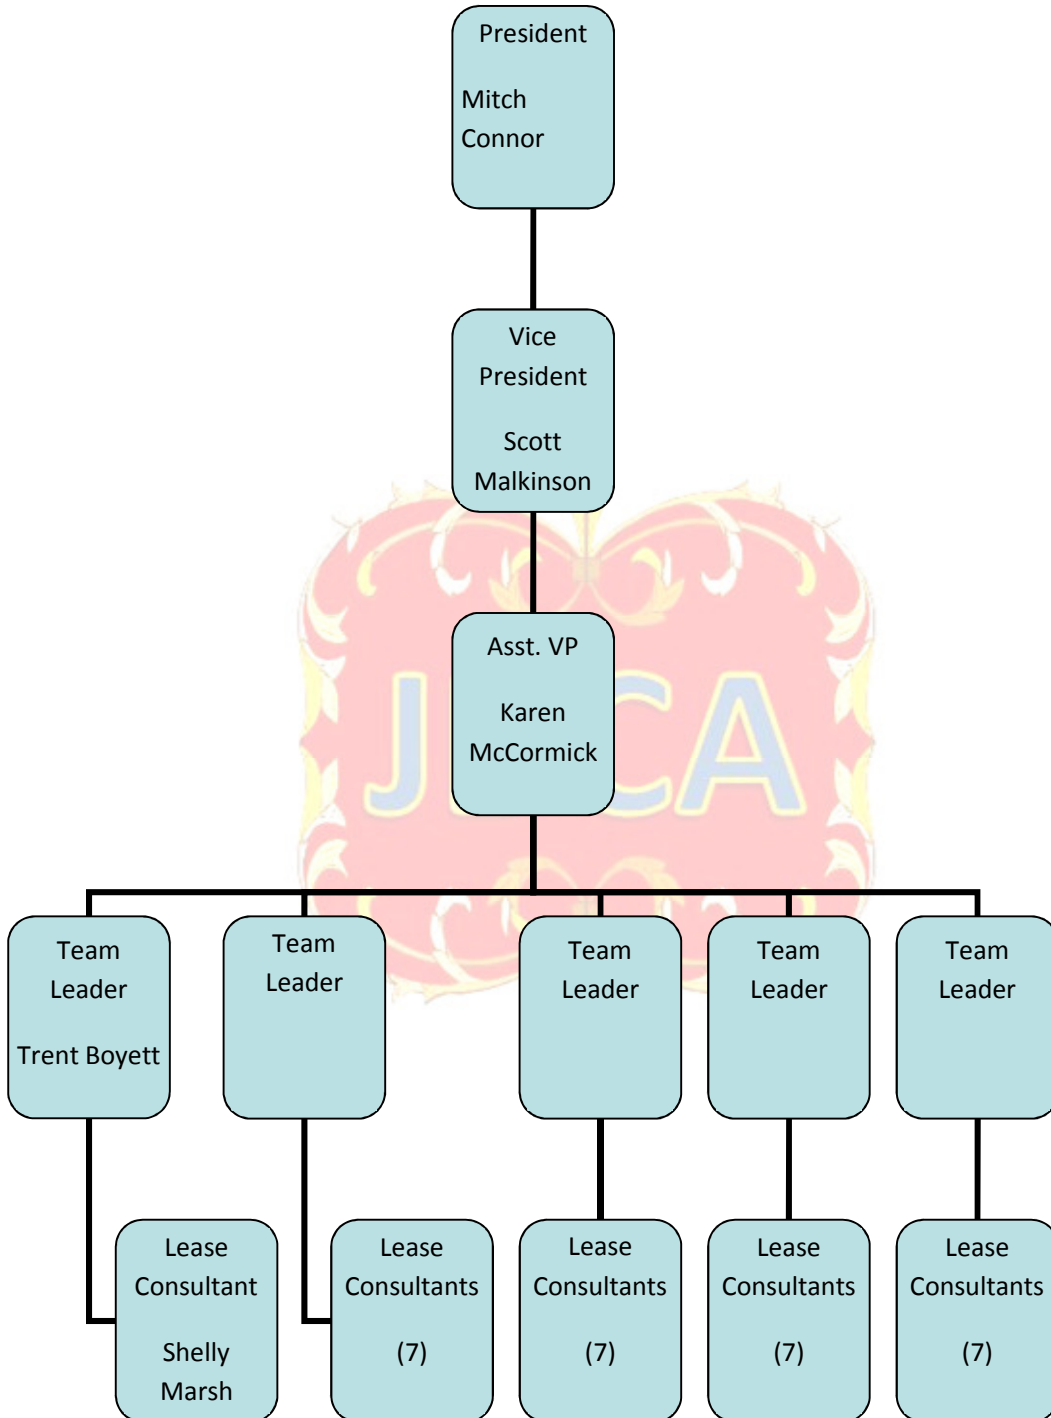 President
Mitch
Connor
Vice
President
Scott
Malkinson
Asst. VP
Karen
McCormick
Team
Leader
Trent Boyett
Team
Leader
Team
Leader
Team
Leader
Team
Leader
Lease
Consultant
Shelly
Marsh
Lease
Consultants
(7)
Lease
Consultants
(7)
Lease
Consultants
(7)
Lease
Consultants
(7)